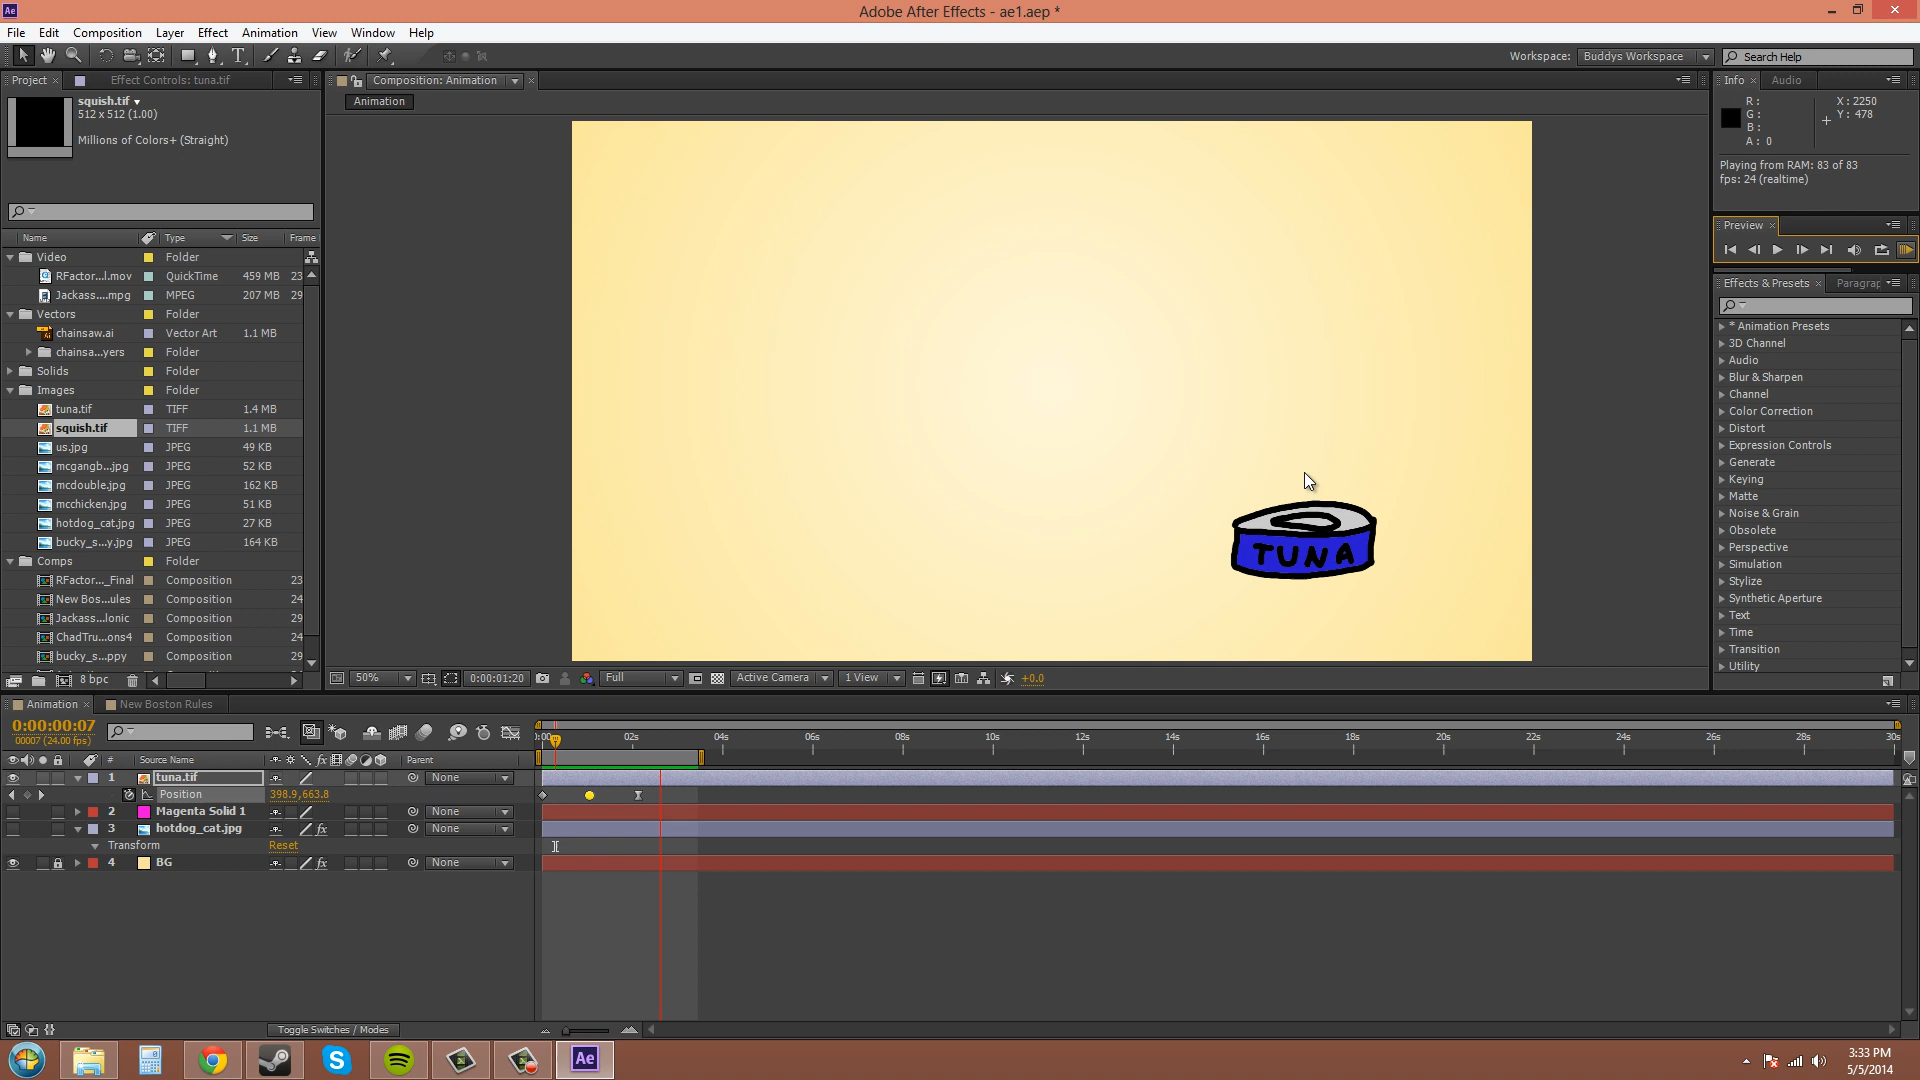 Ae
Adobe After Effects - ae1.aep *
File Edit Composition Layer Effect Animation View Window Help
Workspace: Buddys Workspace Search Help
Project Effect Controls: tuna.tif
Composition: Animation
Info Audio
Animation
squish.tif
512 x 512 (1.00)
Millions of Colors+ (Straight)
R:
G:
B:
A: 0
X: 2250
Y: 478
Playing from RAM: 83 of 83
fps: 24 (realtime)
Preview
Effects & Presets Paragrap
* Animation Presets
3D Channel
Audio
Blur & Sharpen
Channel
Color Correction
Distort
Expression Controls
Generate
Keying
Matte
Noise & Grain
Obsolete
Perspective
Simulation
Stylize
Synthetic Aperture
Text
Time
Transition
Utility
Name Type Size Frame
Video Folder
RFactor...l.mov QuickTime 459 MB 23
Jackass....mpg MPEG 207 MB 29
Vectors Folder
chainsaw.ai Vector Art 1.1 MB
chainsa...yers Folder
Solids Folder
Images Folder
tuna.tif TIFF 1.4 MB
squish.tif TIFF 1.1 MB
us.jpg JPEG 49 KB
mcgangb...jpg JPEG 52 KB
mcdouble.jpg JPEG 162 KB
mcchicken.jpg JPEG 51 KB
hotdog_cat.jpg JPEG 27 KB
bucky_s...y.jpg JPEG 164 KB
Comps Folder
RFactor..._Final Composition 23
New Bos...ules Composition 24
Jackass...lonic Composition 29
ChadTru...ons4 Composition 24
bucky_s...ppy Composition 29
8 bpc
TUNA
50% 0:00:01:20 Full Active Camera 1 View +0.0
Animation New Boston Rules
0:00:00:07
00007 (24.00 fps)
:00 02s 04s 06s 08s 10s 12s 14s 16s 18s 20s 22s 24s 26s 28s 30s
# Source Name fx Parent
1 tuna.tif None
Position 398.9,663.8
2 Magenta Solid 1 None
3 hotdog_cat.jpg fx None
Transform Reset
4 BG fx None
Toggle Switches / Modes
Ae
3:33 PM
5/5/2014